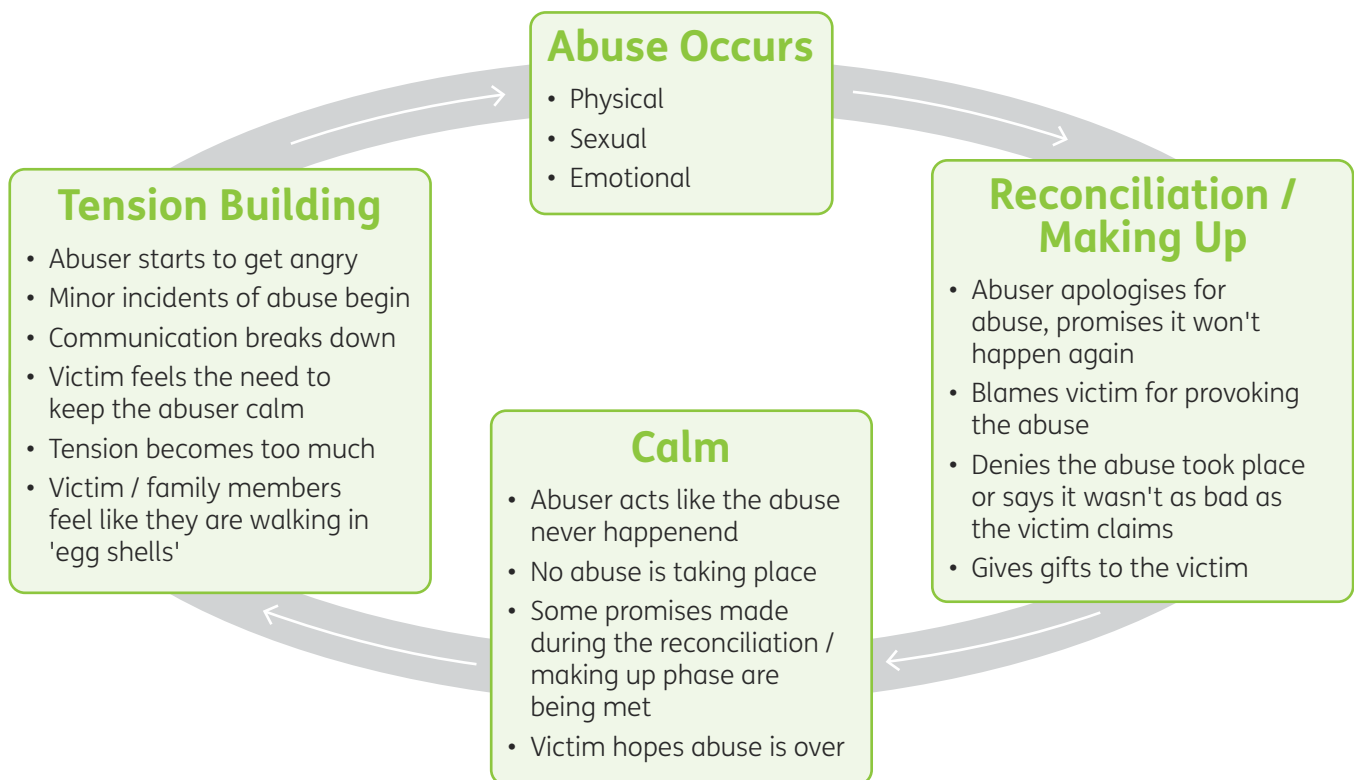 Abuse Occurs
• Physical
• Sexual
• Emotional
Tension Building
• Abuser starts to get angry
• Minor incidents of abuse begin
• Communication breaks down
• Victim feels the need to
keep the abuser calm
• Tension becomes too much
• Victim / family members
feel like they are walking in
'egg shells'
Reconciliation /
Making Up
• Abuser apologises for
abuse, promises it won't
happen again
• Blames victim for provoking
the abuse
• Denies the abuse took place
or says it wasn't as bad as
the victim claims
• Gives gifts to the victim
Calm
• Abuser acts like the abuse
never happenend
• No abuse is taking place
• Some promises made
during the reconciliation /
making up phase are
being met
• Victim hopes abuse is over